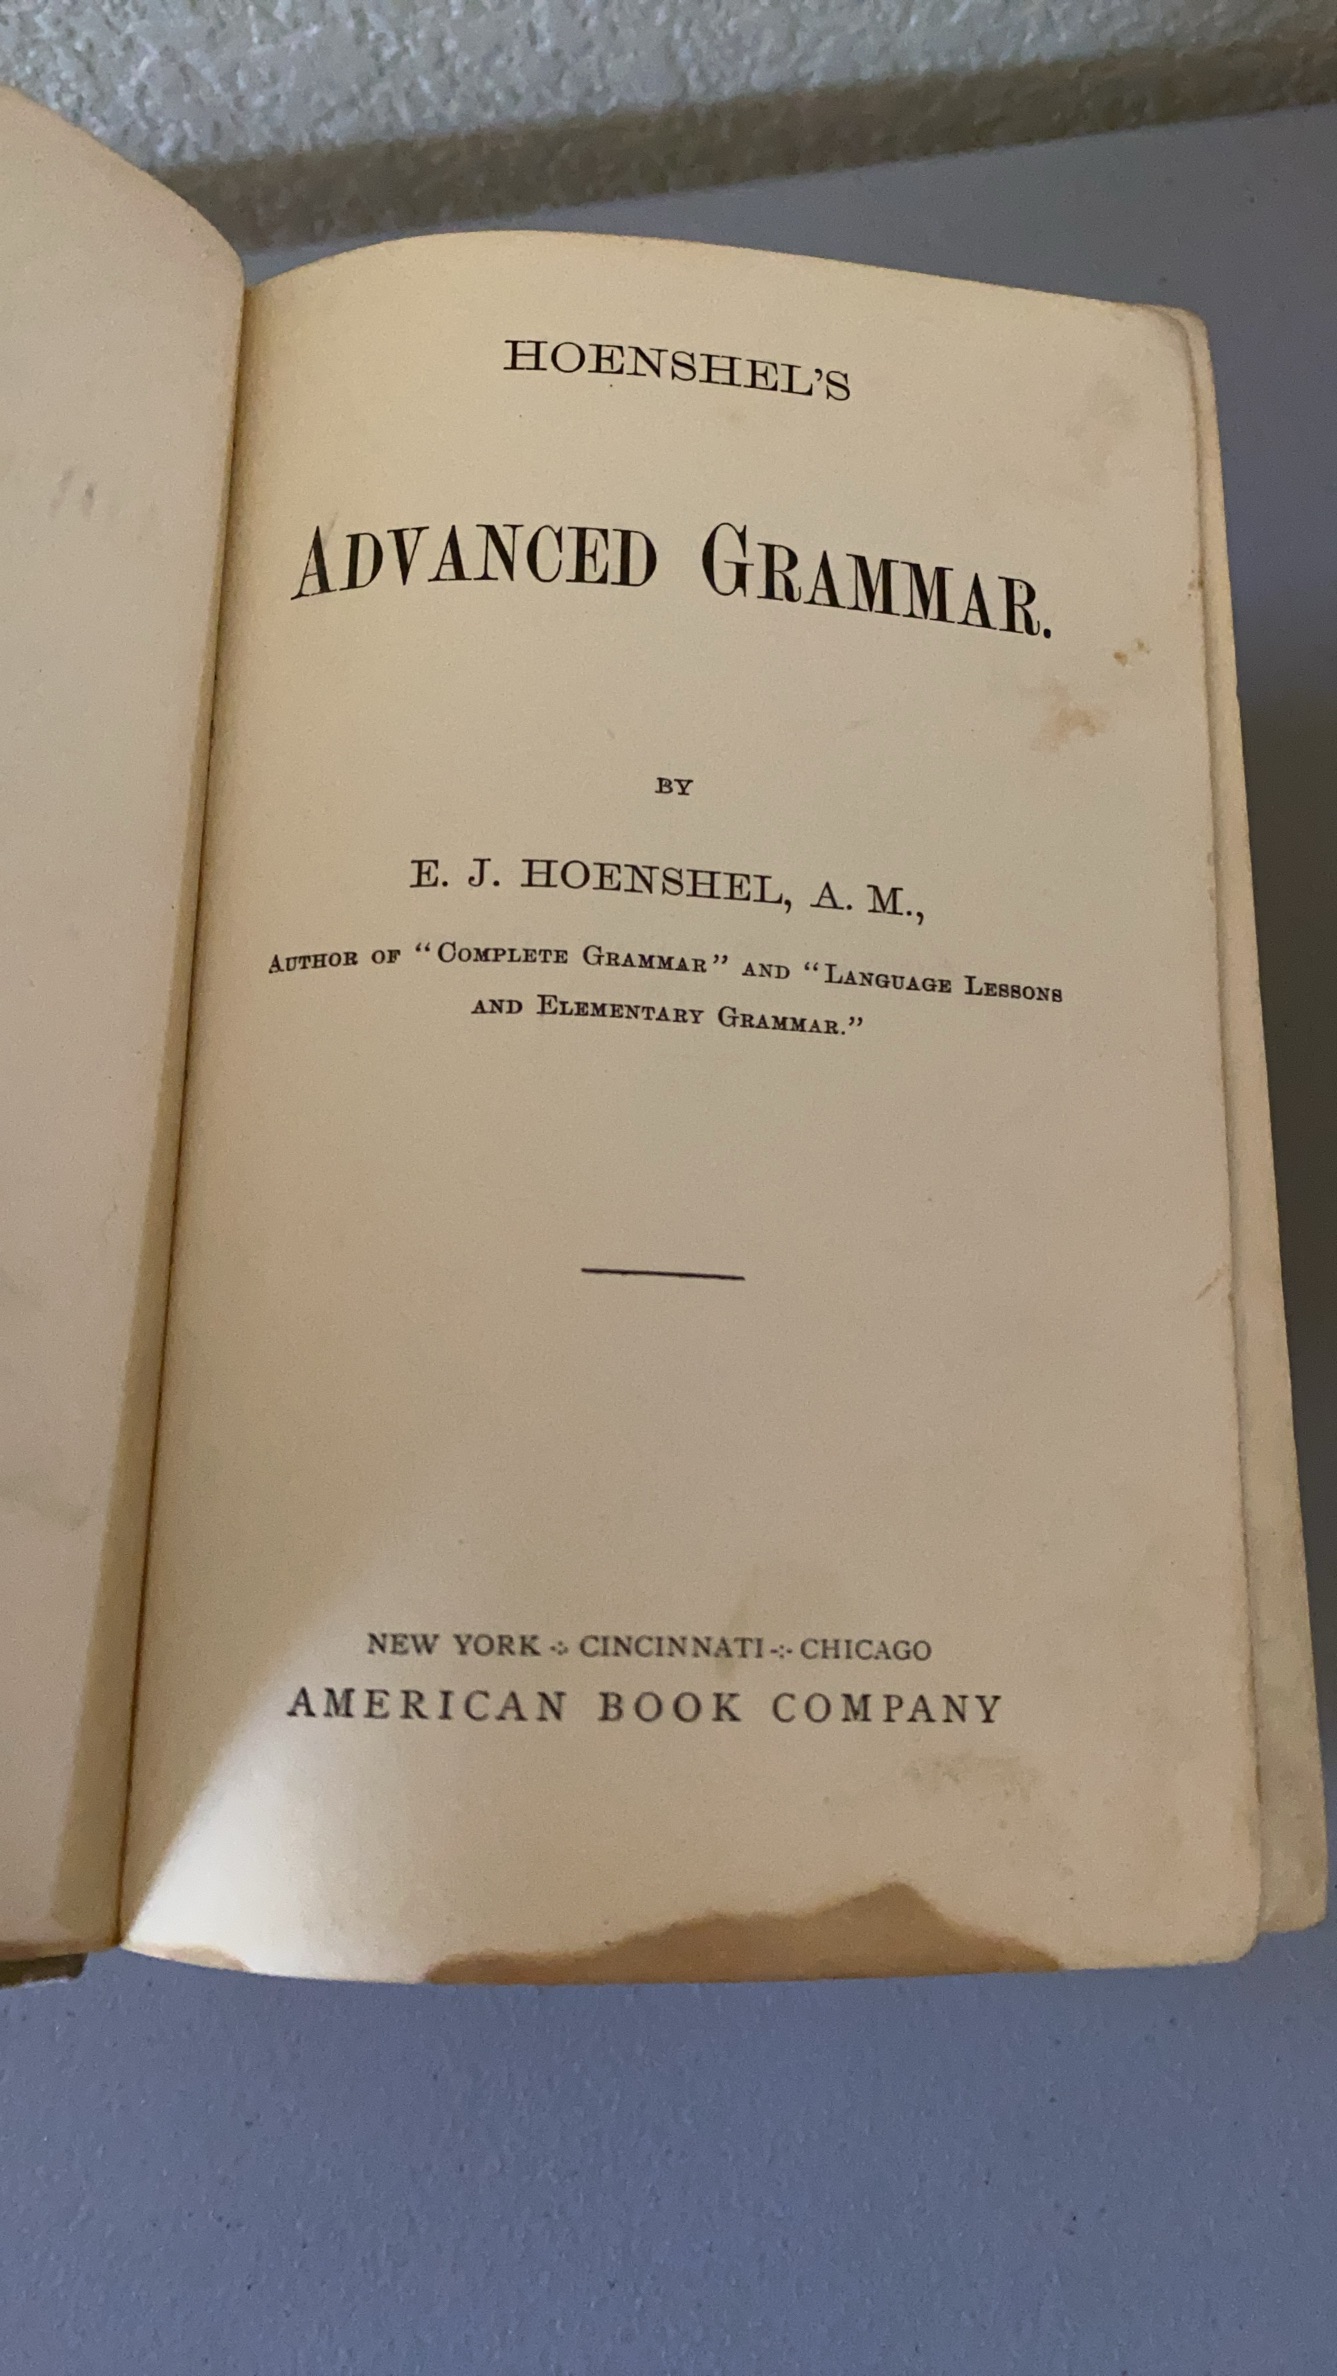 HOENSHEL'S
ADVANCED GRAMMAR.
BY
E. J. HOENSHEL, A. M.,
AUTHOR OF "COMPLETE GRAMMAR" AND "LANGUAGE LESSONS
AND ELEMENTARY GRAMMAR."
NEW YORK ⁘ CINCINNATI ⁘ CHICAGO
AMERICAN BOOK COMPANY